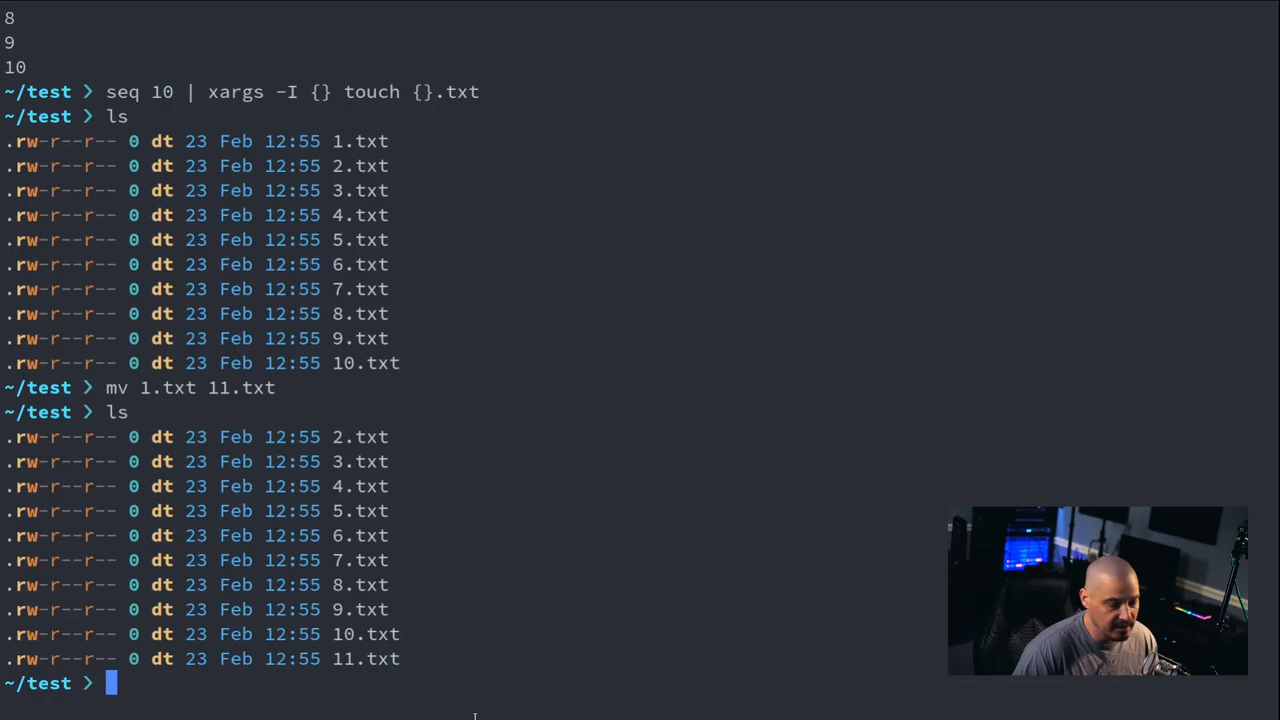 8
9
10
~/test ❯ seq 10 | xargs -I {} touch {}.txt
~/test ❯ ls
.rw-r--r-- 0 dt 23 Feb 12:55 1.txt
.rw-r--r-- 0 dt 23 Feb 12:55 2.txt
.rw-r--r-- 0 dt 23 Feb 12:55 3.txt
.rw-r--r-- 0 dt 23 Feb 12:55 4.txt
.rw-r--r-- 0 dt 23 Feb 12:55 5.txt
.rw-r--r-- 0 dt 23 Feb 12:55 6.txt
.rw-r--r-- 0 dt 23 Feb 12:55 7.txt
.rw-r--r-- 0 dt 23 Feb 12:55 8.txt
.rw-r--r-- 0 dt 23 Feb 12:55 9.txt
.rw-r--r-- 0 dt 23 Feb 12:55 10.txt
~/test ❯ mv 1.txt 11.txt
~/test ❯ ls
.rw-r--r-- 0 dt 23 Feb 12:55 2.txt
.rw-r--r-- 0 dt 23 Feb 12:55 3.txt
.rw-r--r-- 0 dt 23 Feb 12:55 4.txt
.rw-r--r-- 0 dt 23 Feb 12:55 5.txt
.rw-r--r-- 0 dt 23 Feb 12:55 6.txt
.rw-r--r-- 0 dt 23 Feb 12:55 7.txt
.rw-r--r-- 0 dt 23 Feb 12:55 8.txt
.rw-r--r-- 0 dt 23 Feb 12:55 9.txt
.rw-r--r-- 0 dt 23 Feb 12:55 10.txt
.rw-r--r-- 0 dt 23 Feb 12:55 11.txt
~/test ❯